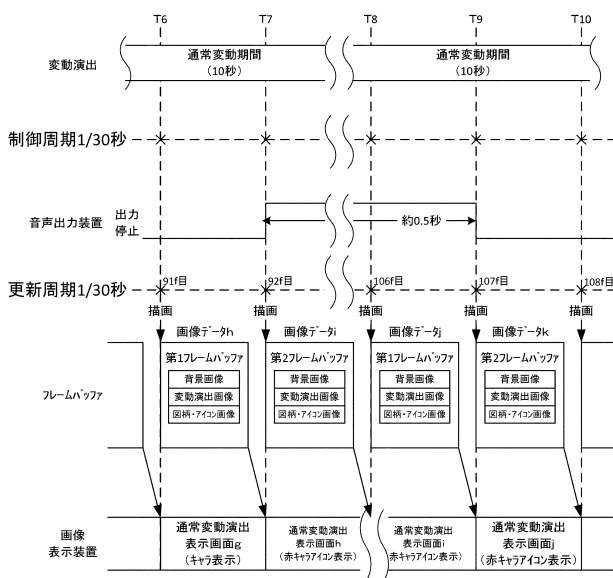 T6 T7 T8 T9 T10
変動演出
通常変動期間
(10秒)
通常変動期間
(10秒)
制御周期1/30秒
音声出力装置
出力
停止
約0.5秒
更新周期1/30秒
91f目 92f目 106f目 107f目 108f目
描画 描画 描画 描画 描画
画像データh 画像データi 画像データj 画像データk
フレームバッファ
第1フレームバッファ
背景画像
変動演出画像
図柄・アイコン画像
第2フレームバッファ
背景画像
変動演出画像
図柄・アイコン画像
第1フレームバッファ
背景画像
変動演出画像
図柄・アイコン画像
第2フレームバッファ
背景画像
変動演出画像
図柄・アイコン画像
画像
表示装置
通常変動演出
表示画面g
(キャラ表示)
通常変動演出
表示画面h
(赤キャラアイコン表示)
通常変動演出
表示画面i
(赤キャラアイコン表示)
通常変動演出
表示画面j
(赤キャラアイコン表示)